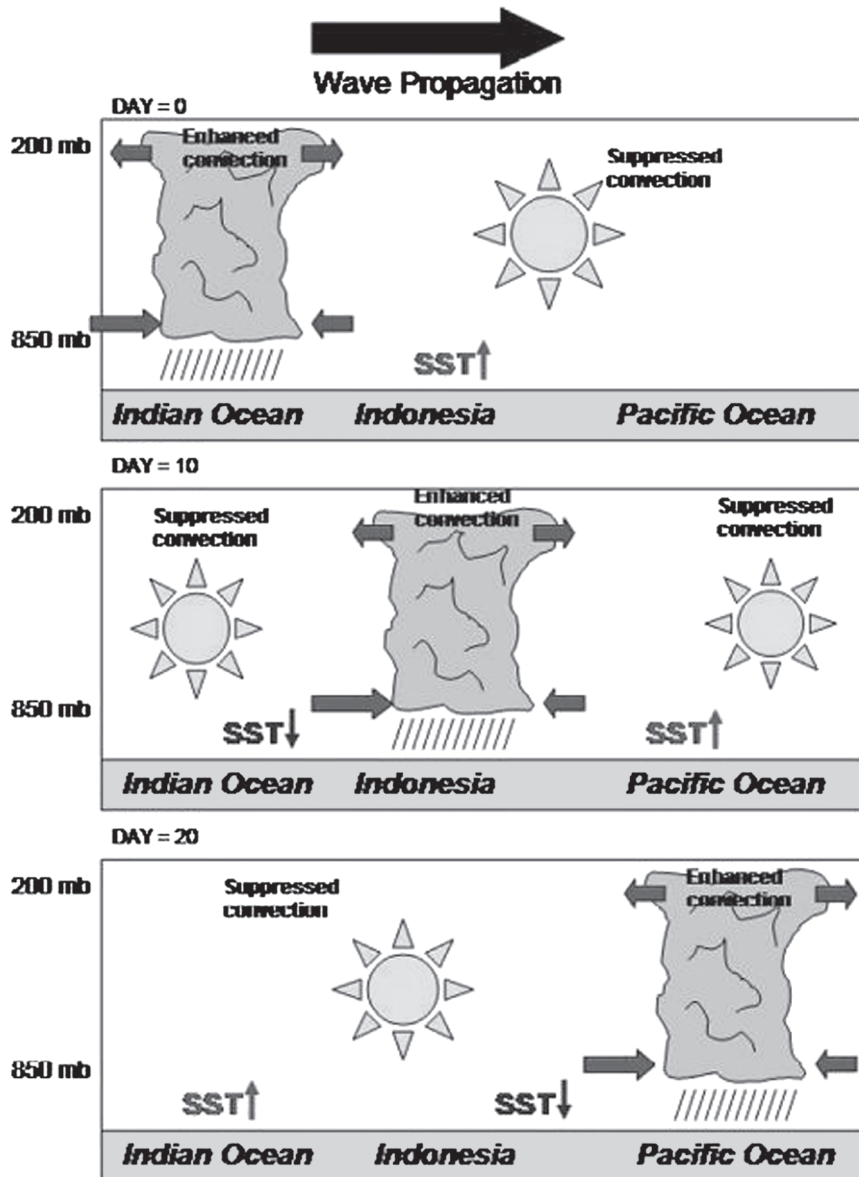 Wave Propagation
DAY = 0
200 mb
Enhanced
convection
Suppressed
convection
850 mb
SST
Indian Ocean Indonesia Pacific Ocean
DAY = 10
200 mb
Suppressed
convection
Enhanced
convection
Suppressed
convection
850 mb
SST
SST
Indian Ocean Indonesia Pacific Ocean
DAY = 20
200 mb
Suppressed
convection
Enhanced
convection
850 mb
SST
SST
Indian Ocean Indonesia Pacific Ocean